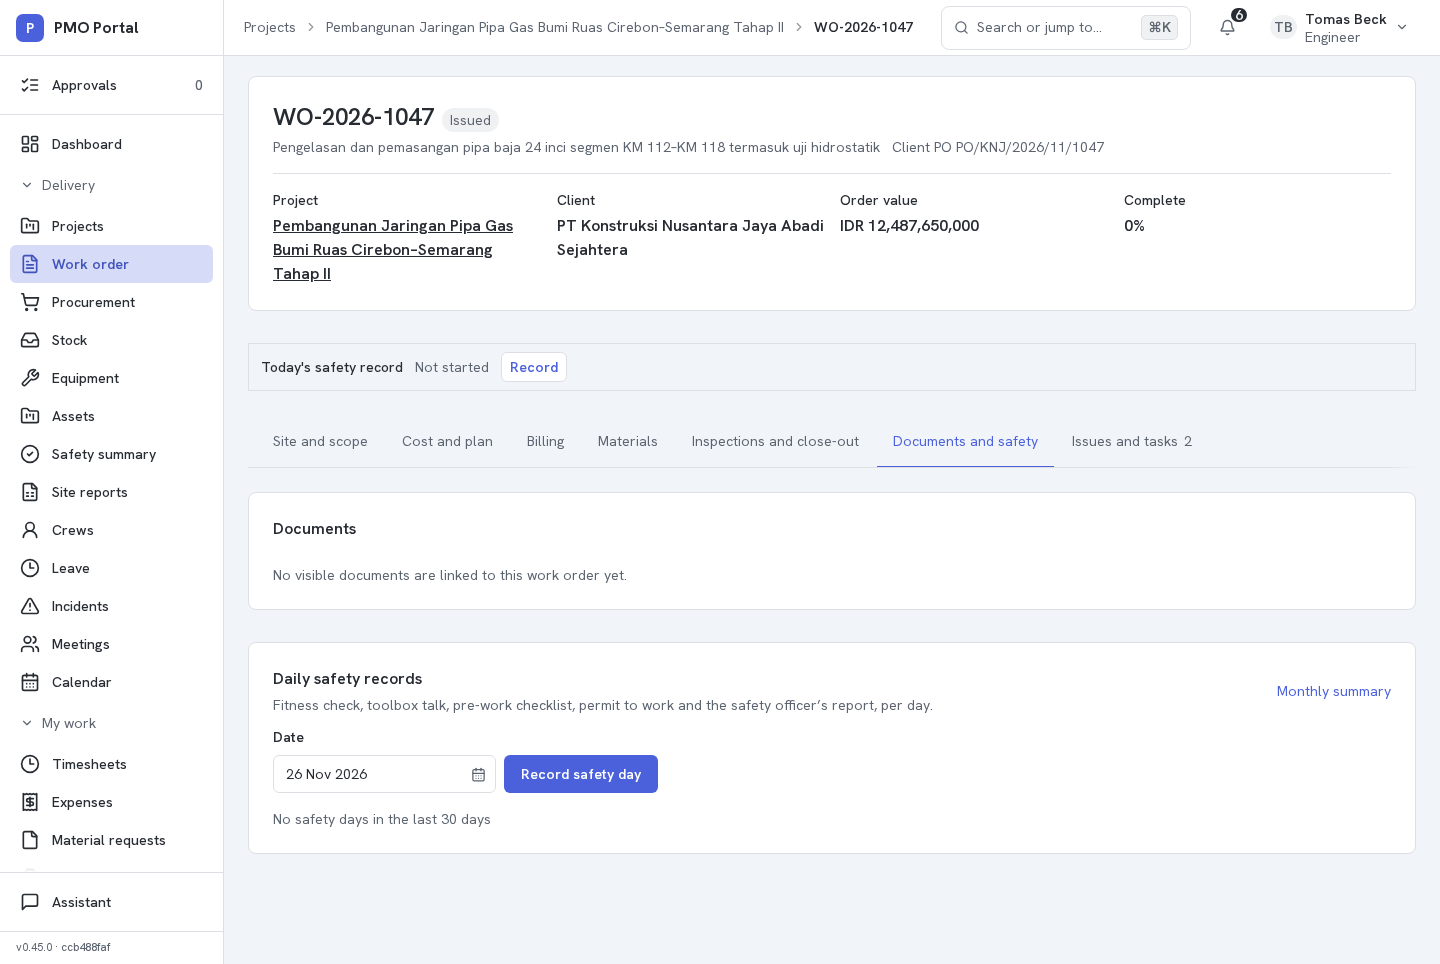 P PMO Portal
Projects > Pembangunan Jaringan Pipa Gas Bumi Ruas Cirebon–Semarang Tahap II > WO-2026-1047
Search or jump to... ⌘K
6
TB
Tomas Beck
Engineer
Approvals 0
Dashboard
Delivery
Projects
Work order
Procurement
Stock
Equipment
Assets
Safety summary
Site reports
Crews
Leave
Incidents
Meetings
Calendar
My work
Timesheets
Expenses
Material requests
Assistant
v0.45.0 · ccb488faf
WO-2026-1047 Issued
Pengelasan dan pemasangan pipa baja 24 inci segmen KM 112–KM 118 termasuk uji hidrostatik Client PO PO/KNJ/2026/11/1047
Project
Pembangunan Jaringan Pipa Gas
Bumi Ruas Cirebon–Semarang
Tahap II
Client
PT Konstruksi Nusantara Jaya Abadi
Sejahtera
Order value
IDR 12,487,650,000
Complete
0%
Today's safety record Not started Record
Site and scope Cost and plan Billing Materials Inspections and close-out Documents and safety Issues and tasks 2
Documents
No visible documents are linked to this work order yet.
Daily safety records
Fitness check, toolbox talk, pre-work checklist, permit to work and the safety officer’s report, per day.
Monthly summary
Date
26 Nov 2026 Record safety day
No safety days in the last 30 days